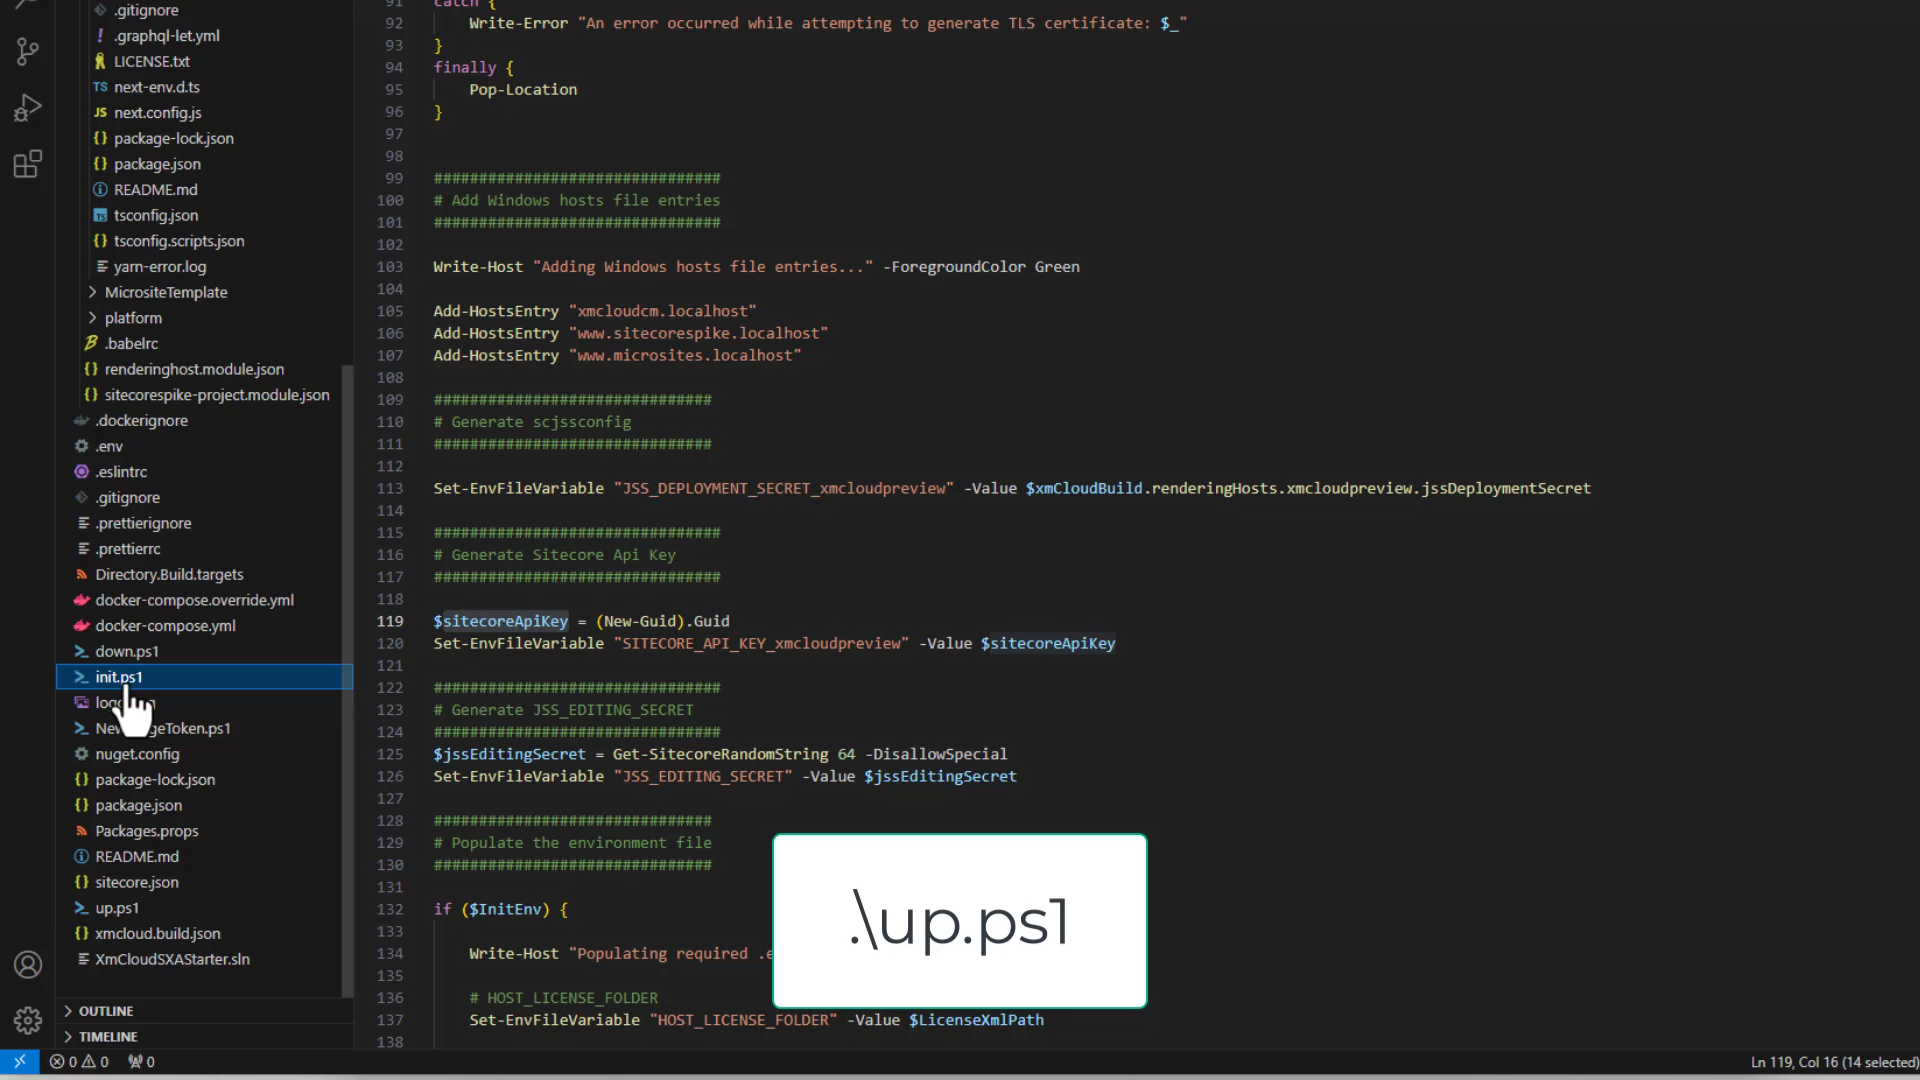 .gitignore
.graphql-let.yml
LICENSE.txt
TS next-env.d.ts
JS next.config.js
{} package-lock.json
{} package.json
README.md
TS tsconfig.json
{} tsconfig.scripts.json
yarn-error.log
MicrositeTemplate
platform
.babelrc
{} renderinghost.module.json
{} sitecorespike-project.module.json
.dockerignore
.env
.eslintrc
.gitignore
.prettierignore
.prettierrc
Directory.Build.targets
docker-compose.override.yml
docker-compose.yml
down.ps1
init.ps1
nuget.config
{} package-lock.json
{} package.json
Packages.props
README.md
{} sitecore.json
up.ps1
{} xmcloud.build.json
XmCloudSXAStarter.sln
OUTLINE
TIMELINE
91 catch {
92 Write-Error "An error occurred while attempting to generate TLS certificate: $_"
93 }
94 finally {
95 Pop-Location
96 }
97
98
99 ################################
100 # Add Windows hosts file entries
101 ################################
102
103 Write-Host "Adding Windows hosts file entries..." -ForegroundColor Green
104
105 Add-HostsEntry "xmcloudcm.localhost"
106 Add-HostsEntry "www.sitecorespike.localhost"
107 Add-HostsEntry "www.microsites.localhost"
108
109 ###############################
110 # Generate scjssconfig
111 ###############################
112
113 Set-EnvFileVariable "JSS_DEPLOYMENT_SECRET_xmcloudpreview" -Value $xmCloudBuild.renderingHosts.xmcloudpreview.jssDeploymentSecret
114
115 ################################
116 # Generate Sitecore Api Key
117 ################################
118
119 $sitecoreApiKey = (New-Guid).Guid
120 Set-EnvFileVariable "SITECORE_API_KEY_xmcloudpreview" -Value $sitecoreApiKey
121
122 ################################
123 # Generate JSS_EDITING_SECRET
124 ################################
125 $jssEditingSecret = Get-SitecoreRandomString 64 -DisallowSpecial
126 Set-EnvFileVariable "JSS_EDITING_SECRET" -Value $jssEditingSecret
127
128 ###############################
129 # Populate the environment file
130 ###############################
131
132 if ($InitEnv) {
133
134 Write-Host "Populating required
135
136 # HOST_LICENSE_FOLDER
137 Set-EnvFileVariable "HOST_LICENSE_FOLDER" -Value $LicenseXmlPath
138
.\up.ps1
0 0 0
Ln 119, Col 16 (14 selected)